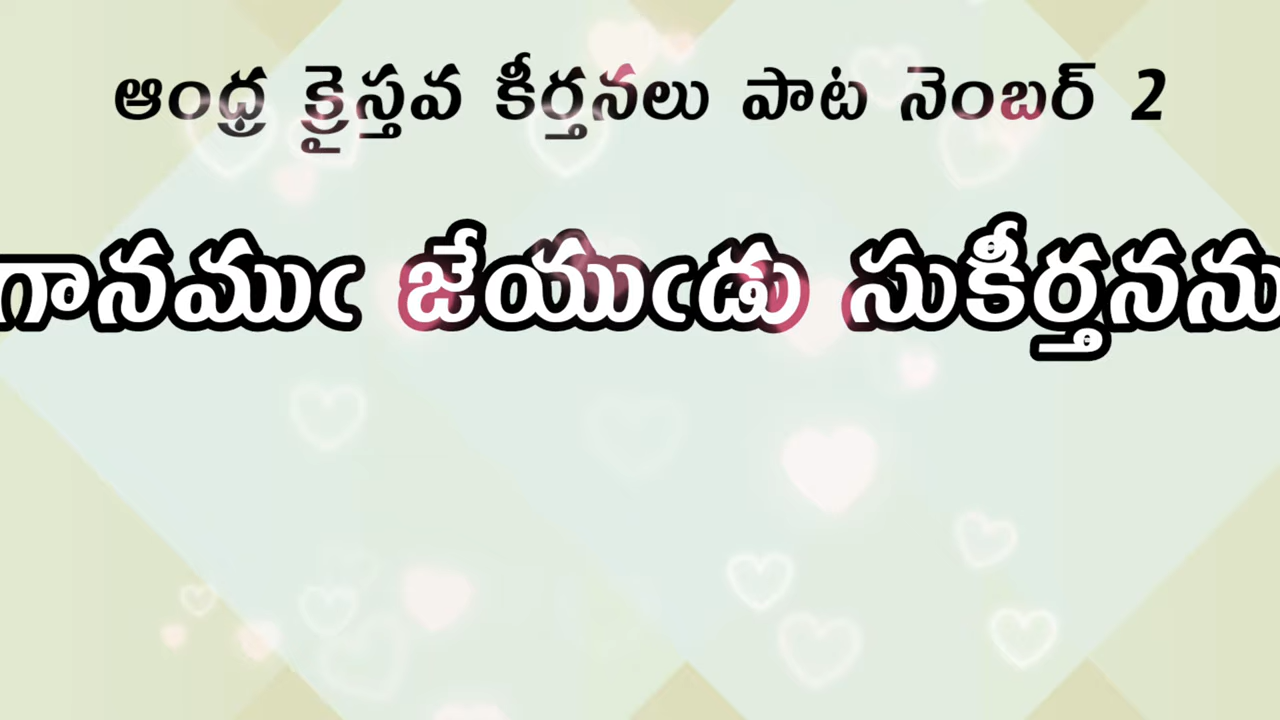 ఆంధ్ర క్రైస్తవ కీర్తనలు పాట నెంబర్ 2
గానముఁ జేయుఁడు సుకీర్తనను